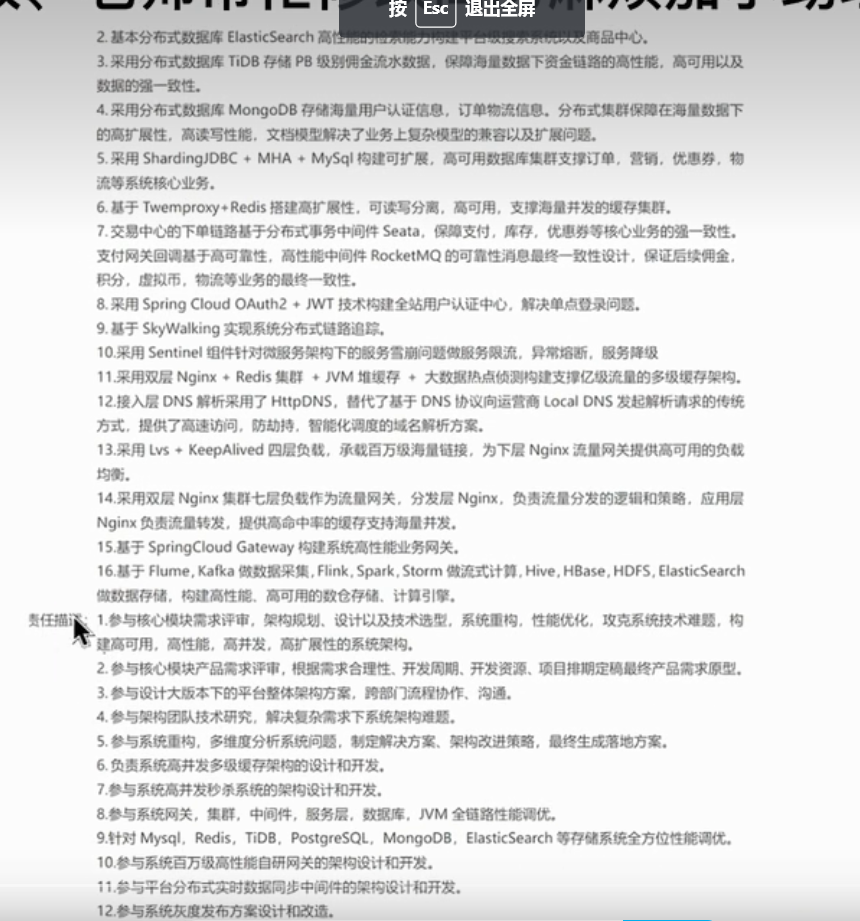 按 Esc 退出全屏
2.基本分布式数据库 ElasticSearch 高性能的检索能力构建平台级搜索系统以及商品中心。
3.采用分布式数据库 TiDB 存储 PB 级别佣金流水数据，保障海量数据下资金链路的高性能，高可用以及
数据的强一致性。
4.采用分布式数据库 MongoDB 存储海量用户认证信息，订单物流信息。分布式集群保障在海量数据下
的高扩展性，高读写性能，文档模型解决了业务上复杂模型的兼容以及扩展问题。
5.采用 ShardingJDBC + MHA + MySql 构建可扩展，高可用数据库集群支撑订单，营销，优惠券，物
流等系统核心业务。
6.基于 Twemproxy+Redis 搭建高扩展性，可读写分离，高可用，支撑海量并发的缓存集群。
7.交易中心的下单链路基于分布式事务中间件 Seata，保障支付，库存，优惠券等核心业务的强一致性。
支付网关回调基于高可靠性，高性能中间件 RocketMQ 的可靠性消息最终一致性设计，保证后续佣金，
积分，虚拟币，物流等业务的最终一致性。
8.采用 Spring Cloud OAuth2 + JWT 技术构建全站用户认证中心，解决单点登录问题。
9.基于 SkyWalking 实现系统分布式链路追踪。
10.采用 Sentinel 组件针对微服务架构下的服务雪崩问题做服务限流，异常熔断，服务降级
11.采用双层 Nginx + Redis 集群 + JVM 堆缓存 + 大数据热点侦测构建支撑亿级流量的多级缓存架构。
12.接入层 DNS 解析采用了 HttpDNS，替代了基于 DNS 协议向运营商 Local DNS 发起解析请求的传统
方式，提供了高速访问，防劫持，智能化调度的域名解析方案。
13.采用 Lvs + KeepAlived 四层负载，承载百万级海量链接，为下层 Nginx 流量网关提供高可用的负载
均衡。
14.采用双层 Nginx 集群七层负载作为流量网关，分发层 Nginx，负责流量分发的逻辑和策略，应用层
Nginx 负责流量转发，提供高命中率的缓存支持海量并发。
15.基于 SpringCloud Gateway 构建系统高性能业务网关。
16.基于 Flume, Kafka 做数据采集, Flink, Spark, Storm 做流式计算, Hive, HBase, HDFS, ElasticSearch
做数据存储，构建高性能、高可用的数仓存储、计算引擎。
责任描述：1.参与核心模块需求评审，架构规划、设计以及技术选型，系统重构，性能优化，攻克系统技术难题，构
建高可用，高性能，高并发，高扩展性的系统架构。
2.参与核心模块产品需求评审，根据需求合理性、开发周期、开发资源、项目排期定稿最终产品需求原型。
3.参与设计大版本下的平台整体架构方案，跨部门流程协作、沟通。
4.参与架构团队技术研究，解决复杂需求下系统架构难题。
5.参与系统重构，多维度分析系统问题，制定解决方案、架构改进策略，最终生成落地方案。
6.负责系统高并发多级缓存架构的设计和开发。
7.参与系统高并发秒杀系统的架构设计和开发。
8.参与系统网关，集群，中间件，服务层，数据库，JVM 全链路性能调优。
9.针对 Mysql，Redis，TiDB，PostgreSQL，MongoDB，ElasticSearch 等存储系统全方位性能调优。
10.参与系统百万级高性能自研网关的架构设计和开发。
11.参与平台分布式实时数据同步中间件的架构设计和开发。
12.参与系统灰度发布方案设计和改造。